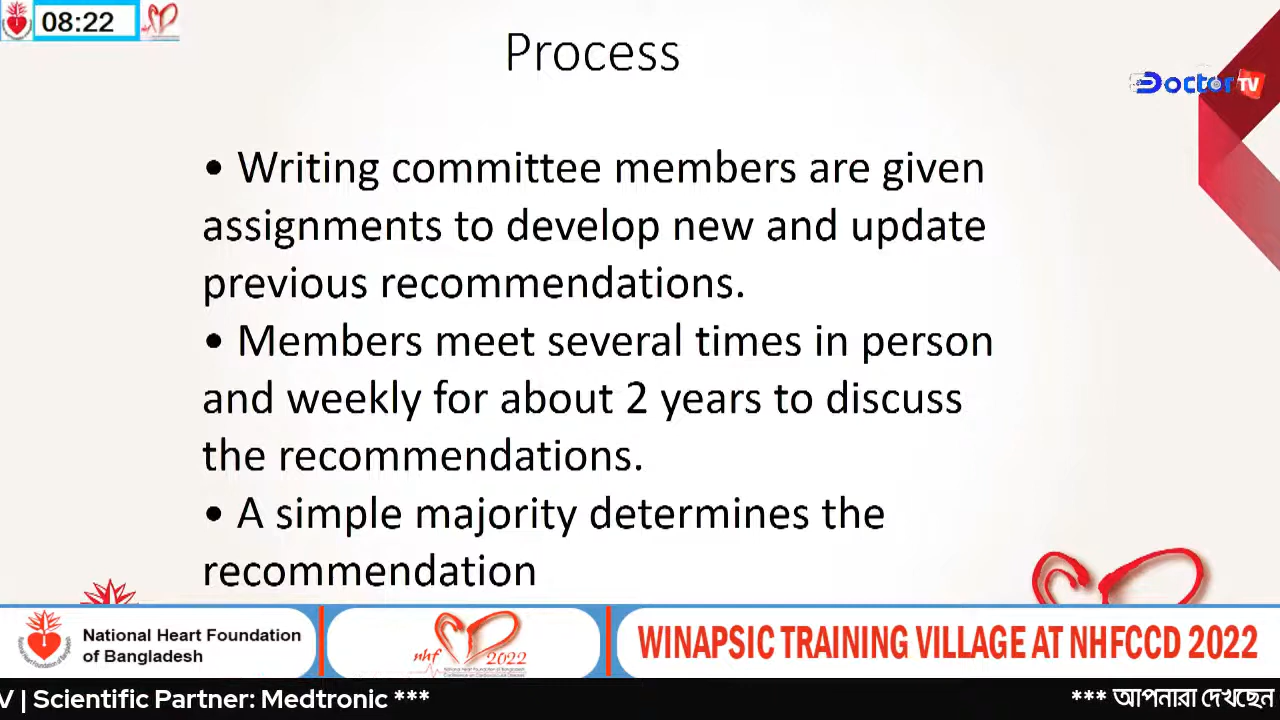 08:22
Process
Doctor TV
• Writing committee members are given
assignments to develop new and update
previous recommendations.
• Members meet several times in person
and weekly for about 2 years to discuss
the recommendations.
• A simple majority determines the
recommendation
National Heart Foundation
of Bangladesh
nhf 2022
WINAPSIC TRAINING VILLAGE AT NHFCCD 2022
V | Scientific Partner: Medtronic *** *** আপনারা দেখছেন